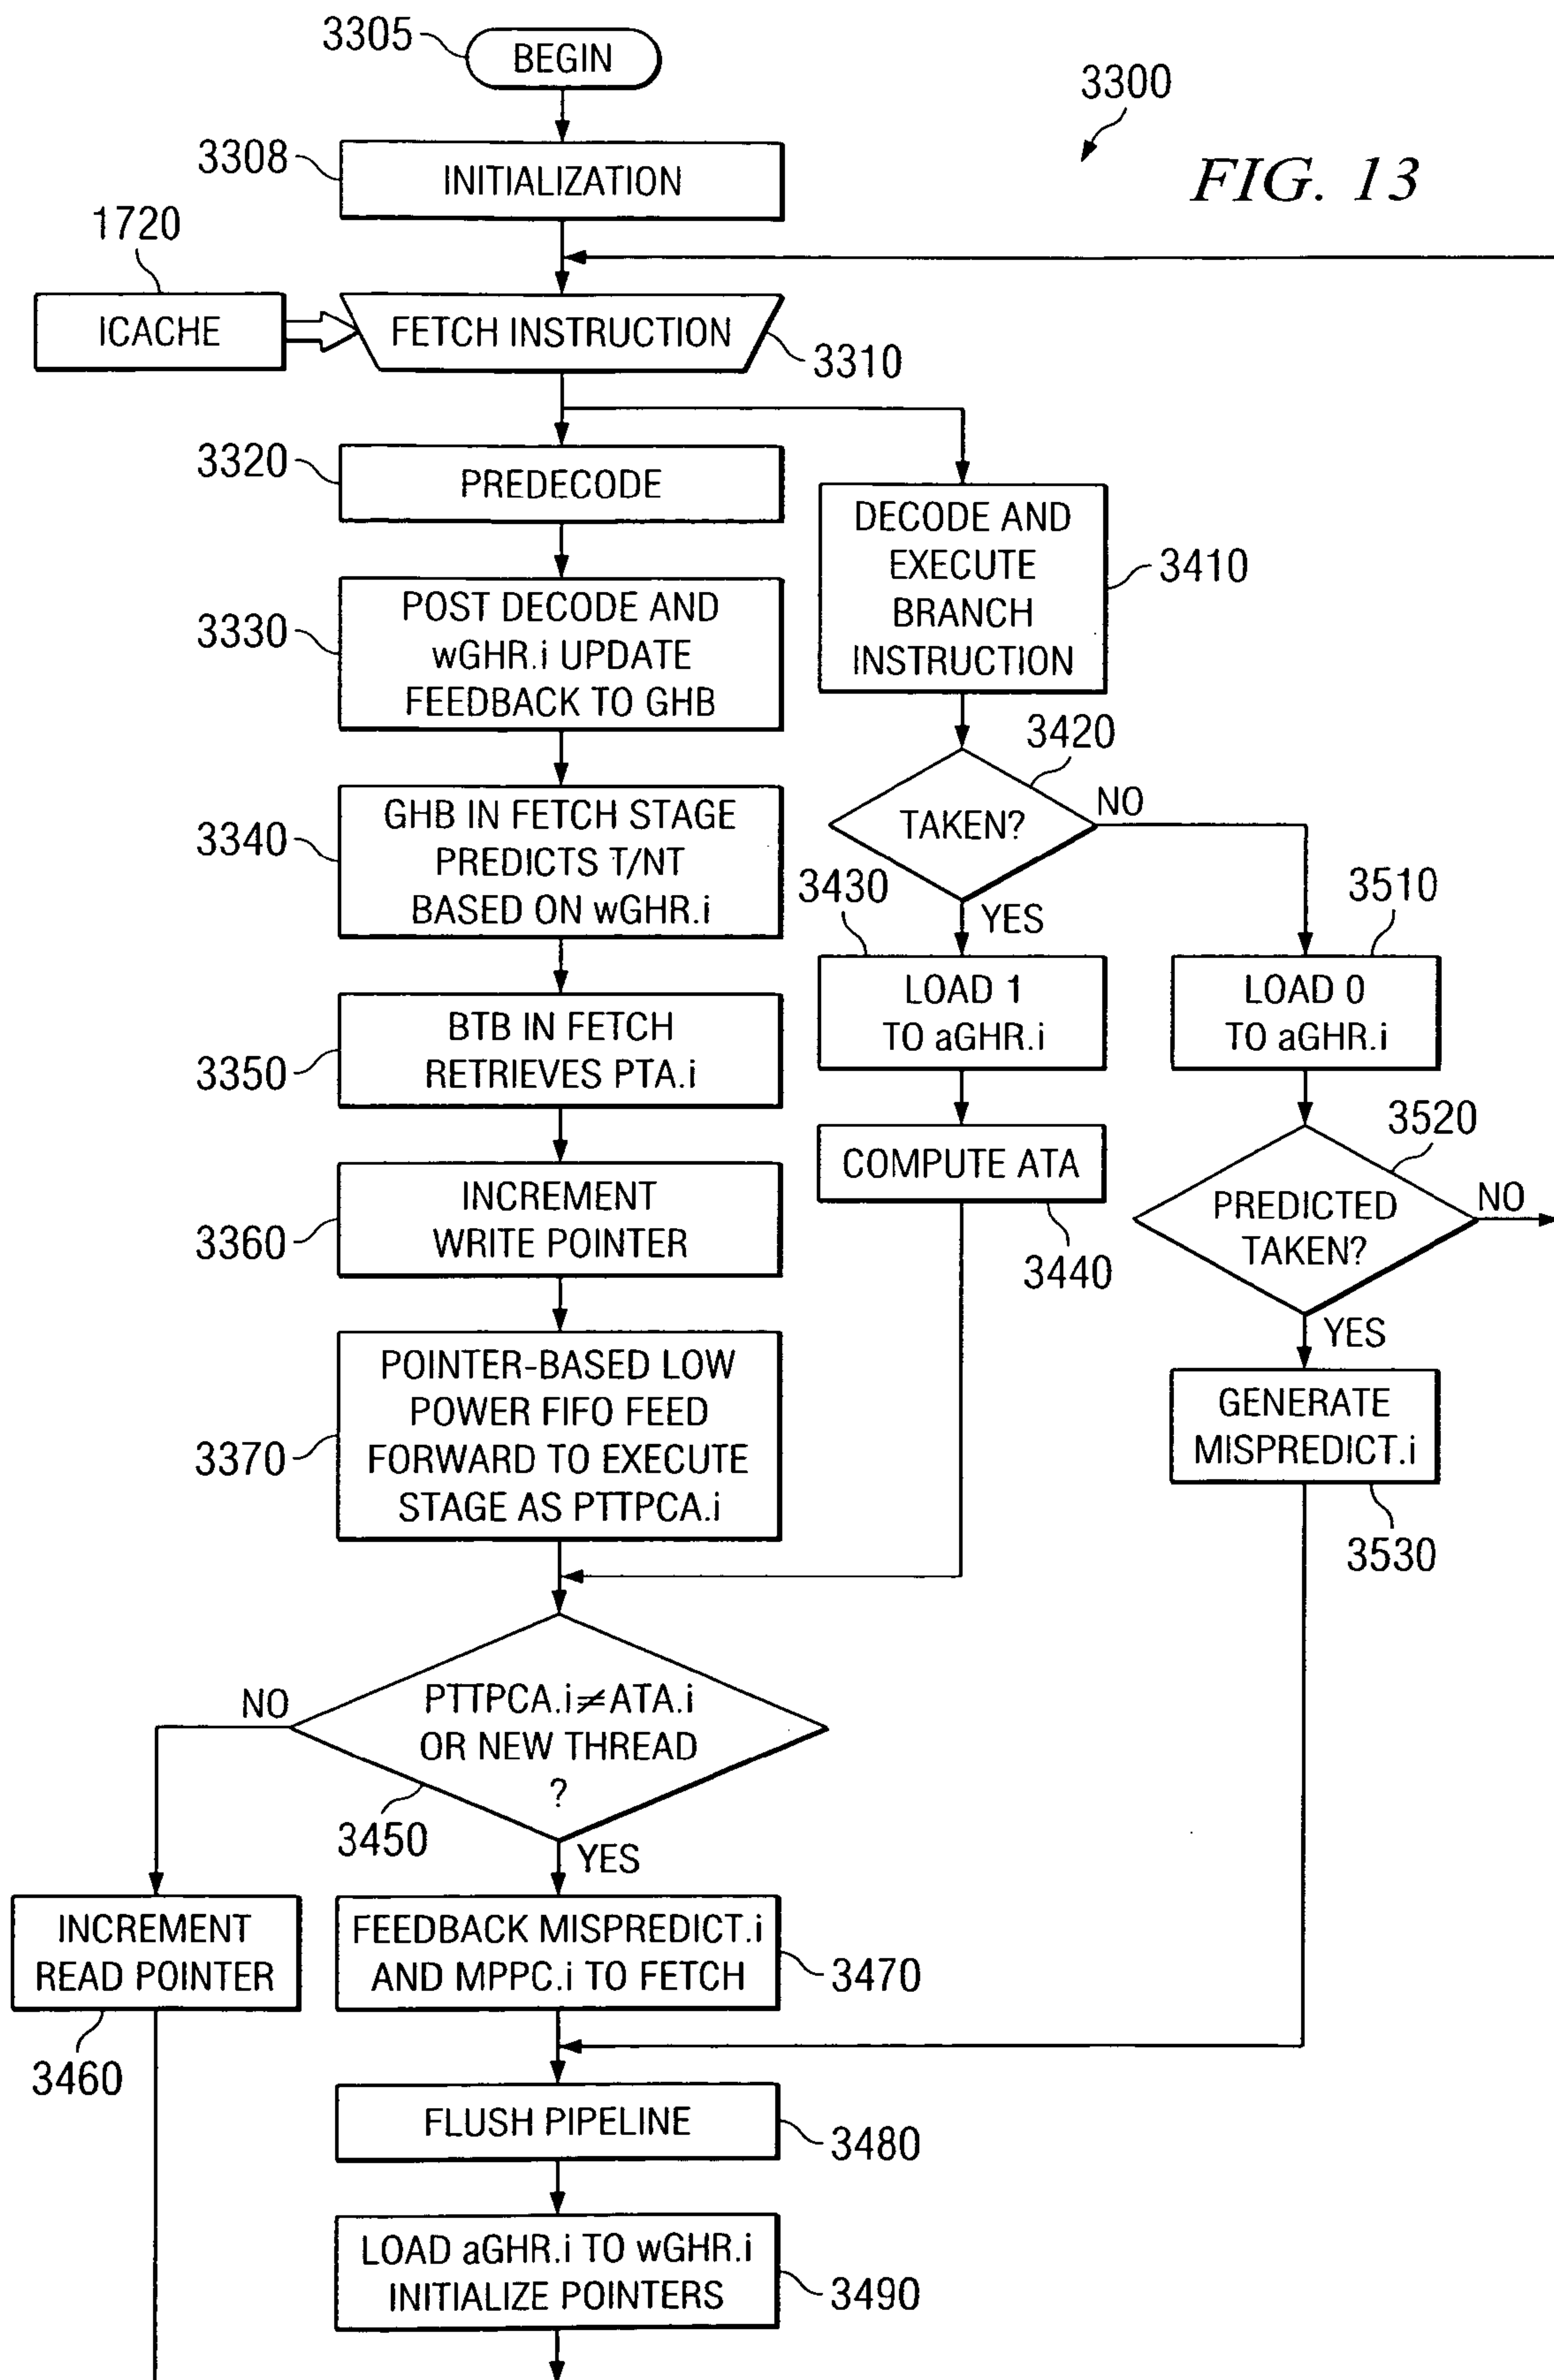 3305
BEGIN
3300
3308
INITIALIZATION
FIG. 13
1720
ICACHE
FETCH INSTRUCTION
3310
3320
PREDECODE
DECODE AND
EXECUTE
BRANCH
INSTRUCTION
3410
3330
POST DECODE AND
wGHR.i UPDATE
FEEDBACK TO GHB
3420
TAKEN?
NO
YES
3340
GHB IN FETCH STAGE
PREDICTS T/NT
BASED ON wGHR.i
3430
LOAD 1
TO aGHR.i
3510
LOAD 0
TO aGHR.i
3350
BTB IN FETCH
RETRIEVES PTA.i
COMPUTE ATA
3440
3520
PREDICTED
TAKEN?
NO
YES
3360
INCREMENT
WRITE POINTER
3370
POINTER-BASED LOW
POWER FIFO FEED
FORWARD TO EXECUTE
STAGE AS PTTPCA.i
GENERATE
MISPREDICT.i
3530
NO
PTTPCA.i≠ATA.i
OR NEW THREAD
?
3450
YES
INCREMENT
READ POINTER
3460
FEEDBACK MISPREDICT.i
AND MPPC.i TO FETCH
3470
FLUSH PIPELINE
3480
LOAD aGHR.i TO wGHR.i
INITIALIZE POINTERS
3490